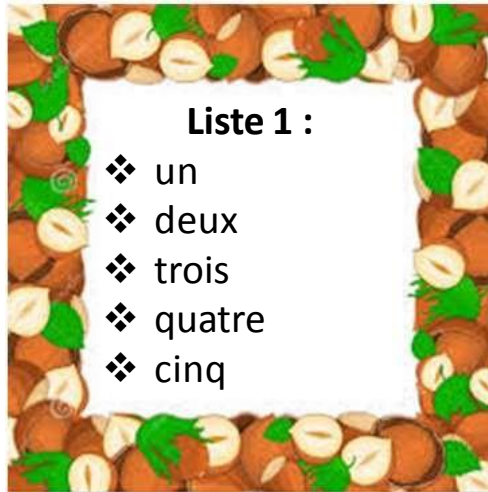 Liste 1 :
❖ un
❖ deux
❖ trois
❖ quatre
❖ cinq